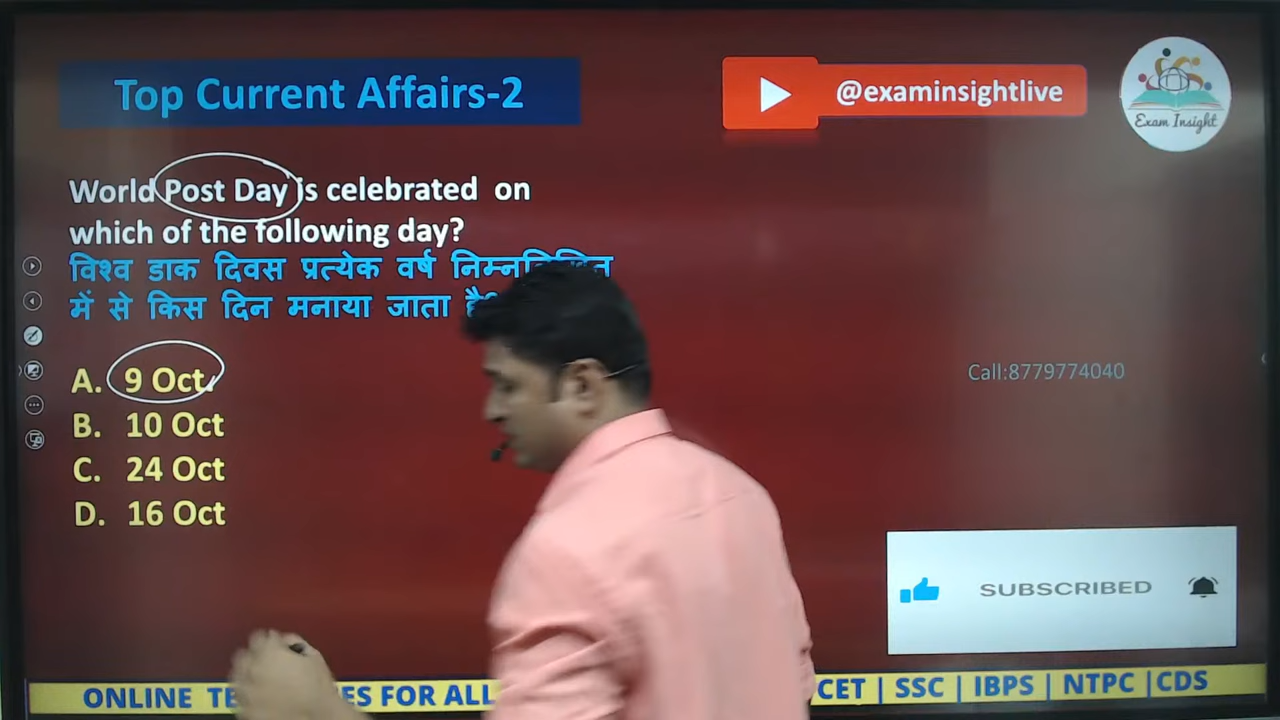 Top Current Affairs-2
@examinsightlive
Exam Insight
World Post Day is celebrated on
which of the following day?
विश्व डाक दिवस प्रत्येक वर्ष
में से किस दिन मनाया जाता
A. 9 Oct
B. 10 Oct
C. 24 Oct
D. 16 Oct
Call:8779774040
SUBSCRIBED
ONLINE FOR ALL CET | SSC | IBPS | NTPC |CDS